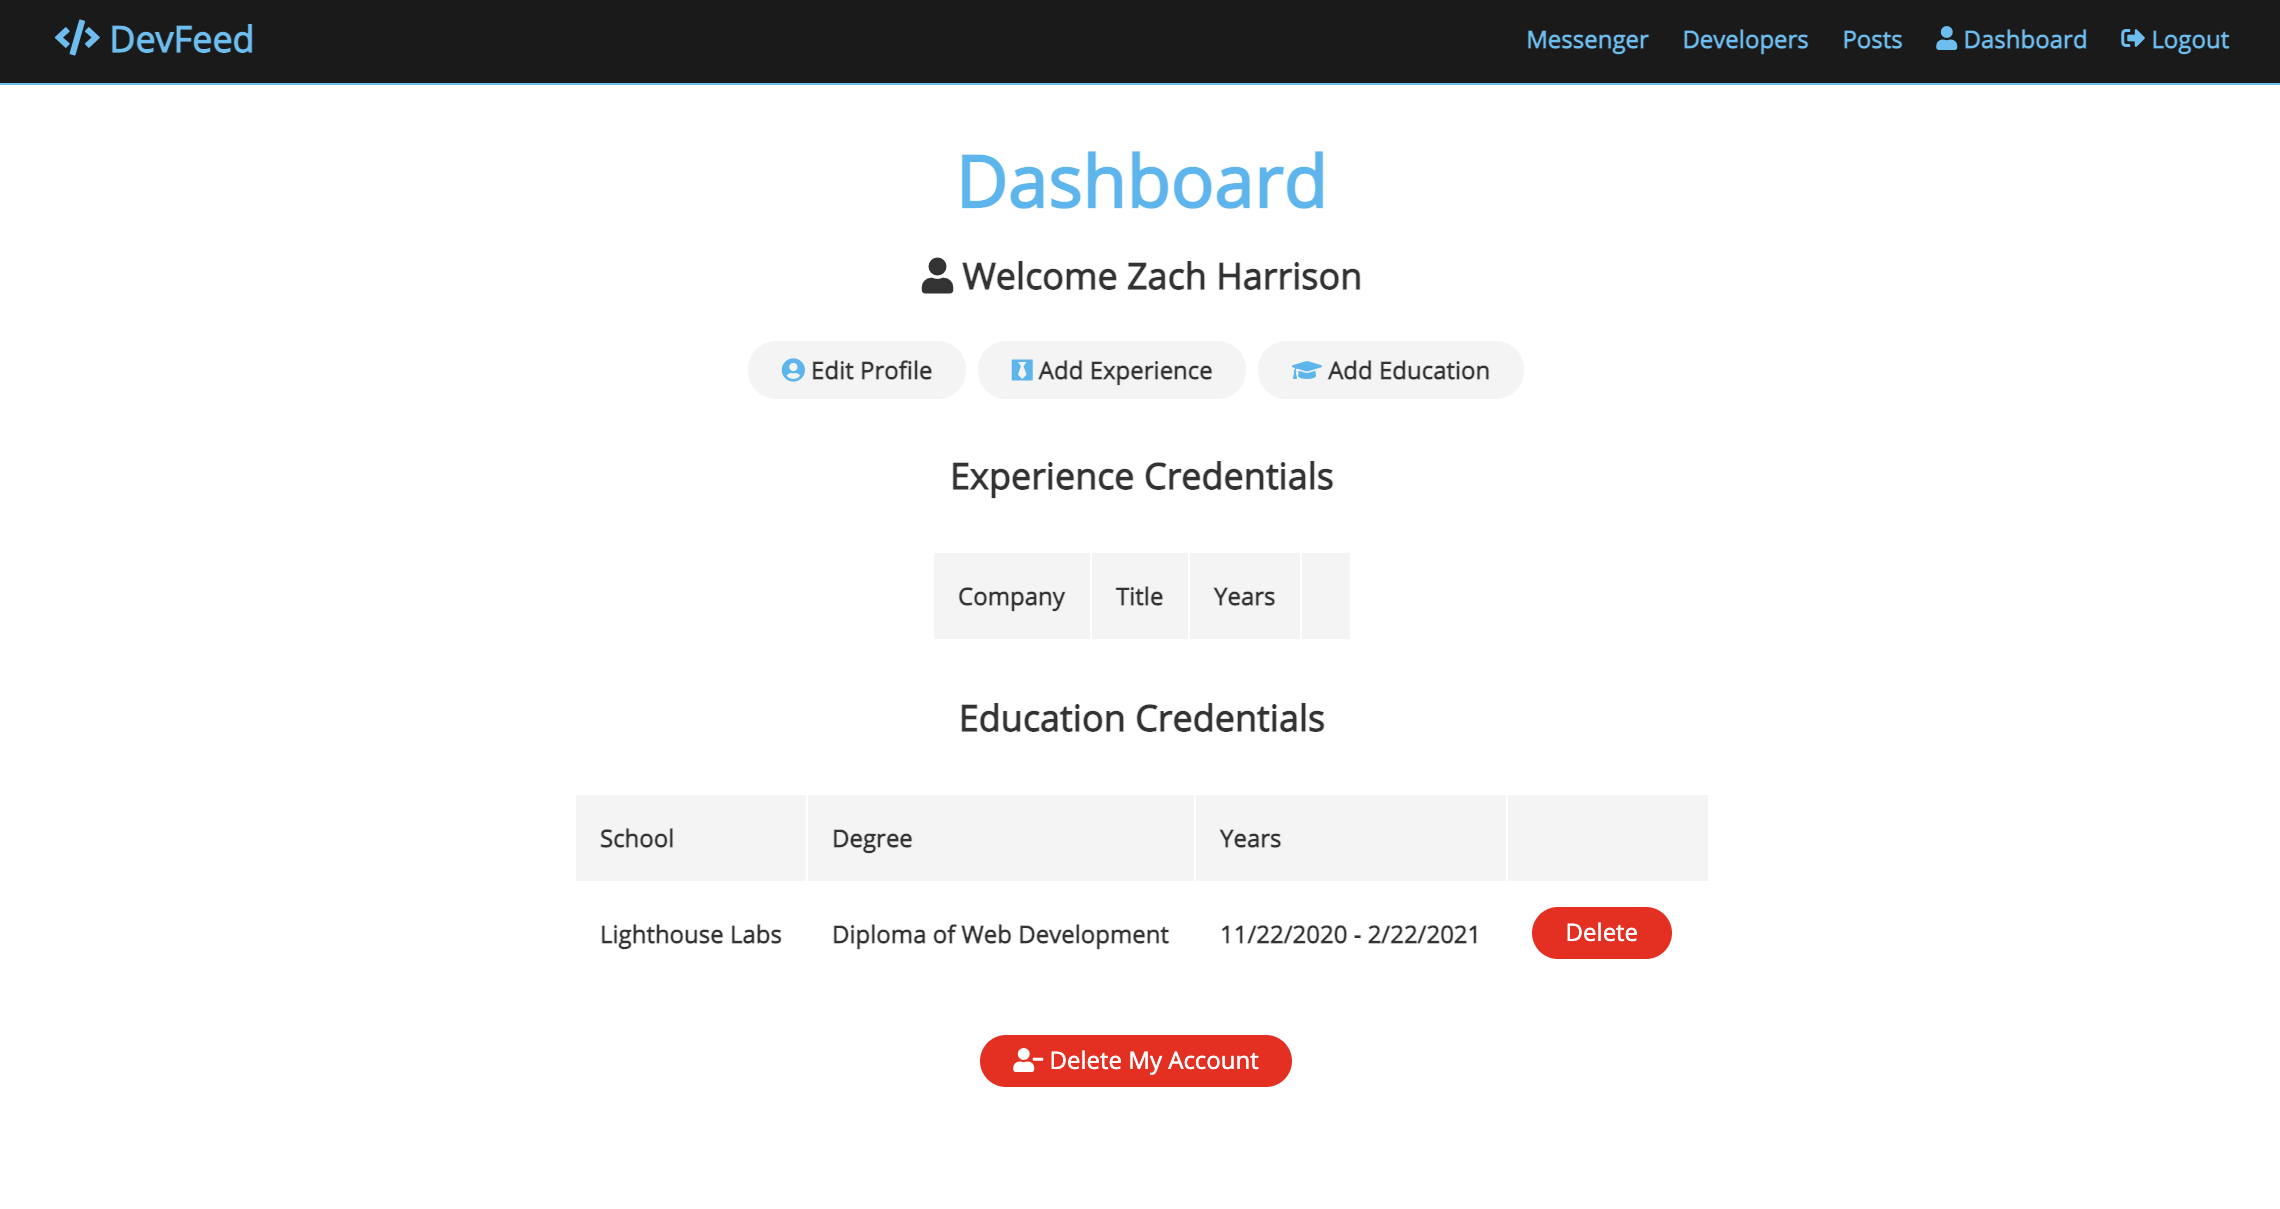 DevFeed Messenger Developers Posts Dashboard Logout
Dashboard
Welcome Zach Harrison
Edit Profile Add Experience Add Education
Experience Credentials
Company Title Years
Education Credentials
School Degree Years
Lighthouse Labs Diploma of Web Development 11/22/2020 - 2/22/2021 Delete
Delete My Account